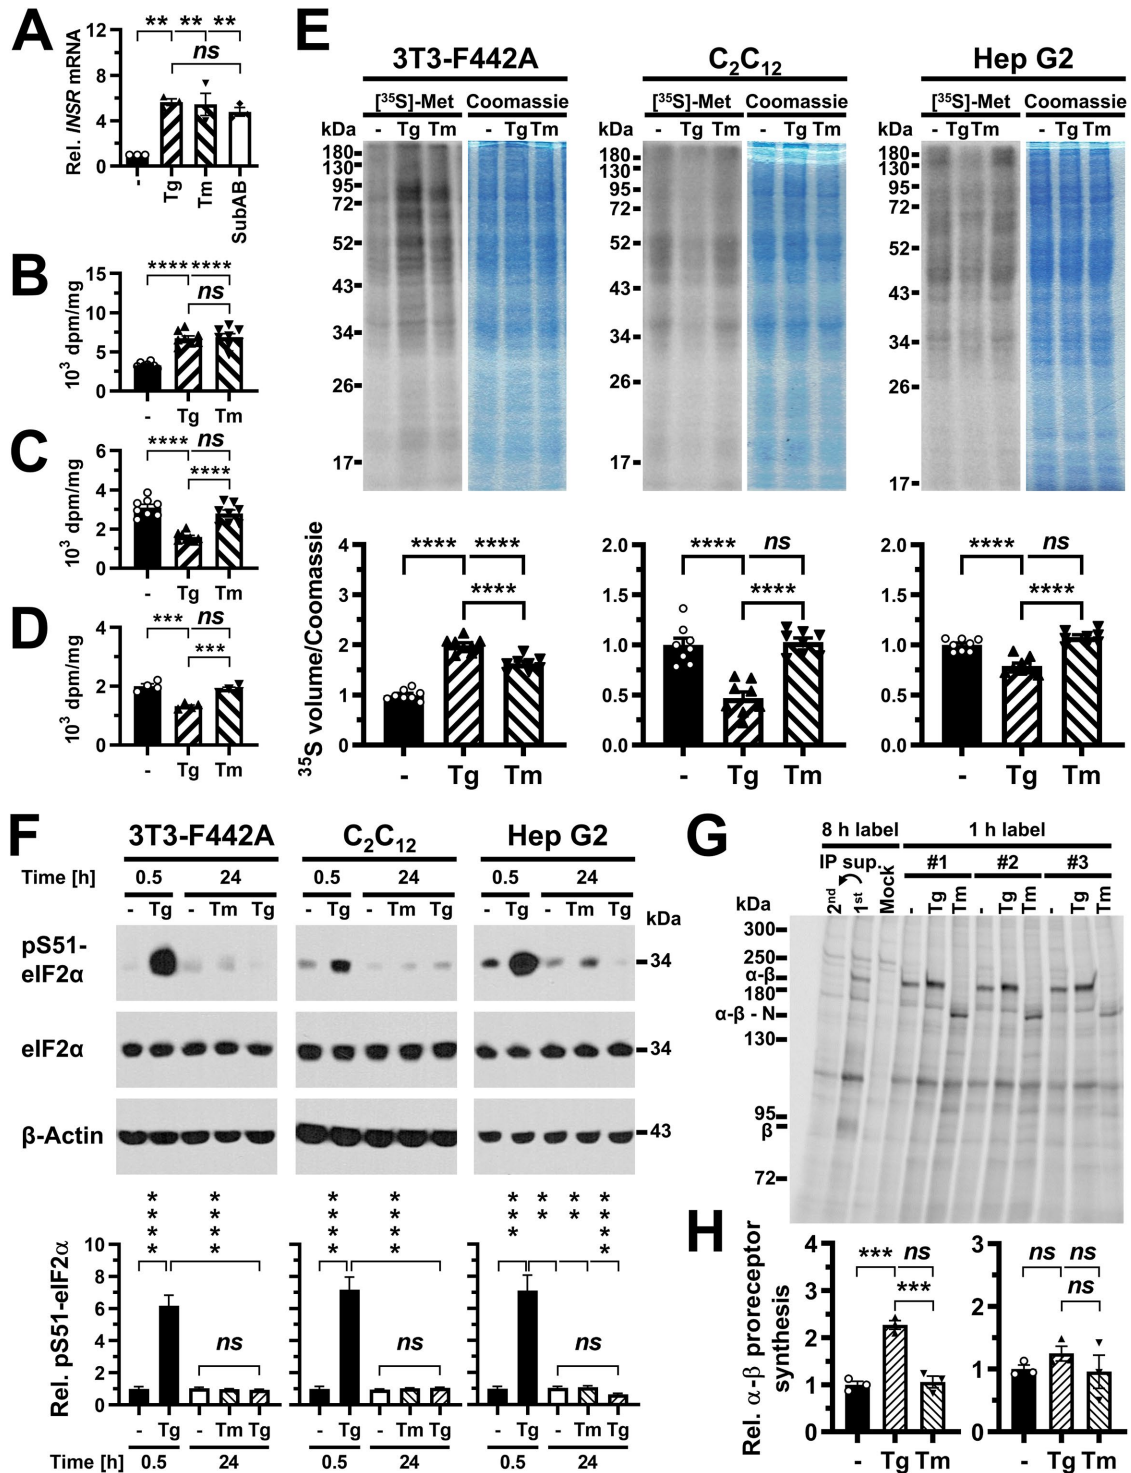 A
Rel. INSR mRNA
12
8
4
0
** ** **
ns
- Tg Tm SubAB
B
10³ dpm/mg
15
10
5
0
**** ****
ns
- Tg Tm
C
10³ dpm/mg
6
4
2
0
**** ns
****
- Tg Tm
D
10³ dpm/mg
4
2
0
*** ns
***
- Tg Tm
E
3T3-F442A
[³⁵S]-Met Coomassie
kDa - Tg Tm - Tg Tm
180
130
95
72
52
43
34
26
17
C₂C₁₂
[³⁵S]-Met Coomassie
kDa - Tg Tm - Tg Tm
180
130
95
72
52
43
34
26
17
Hep G2
[³⁵S]-Met Coomassie
kDa - Tg Tm - Tg Tm
180
130
95
72
52
43
34
26
17
³⁵S volume/Coomassie
4
3
2
1
0
**** ****
****
- Tg Tm
2.0
1.5
1.0
0.5
0.0
**** ns
****
- Tg Tm
2.0
1.5
1.0
0.5
0.0
**** ns
****
- Tg Tm
F
3T3-F442A C₂C₁₂ Hep G2
Time [h] 0.5 24 0.5 24 0.5 24
- Tg - Tm Tg - Tg - Tm Tg - Tg - Tm Tg
kDa
pS51-
eIF2α
34
eIF2α
34
β-Actin
43
Rel. pS51-eIF2α
10
8
6
4
2
0
**** ****
ns
**** ****
ns
*** ** ** ****
ns
- Tg - Tm Tg - Tg - Tm Tg - Tg - Tm Tg
Time [h] 0.5 24 0.5 24 0.5 24
G
8 h label 1 h label
IP sup. #1 #2 #3
kDa 2nd 1st Mock - Tg Tm - Tg Tm - Tg Tm
300
250
α-β
180
α-β - N
130
95
β
72
H
Rel. α-β proreceptor
synthesis
4
3
2
1
0
*** ns
***
- Tg Tm
3
2
1
0
ns ns
ns
- Tg Tm